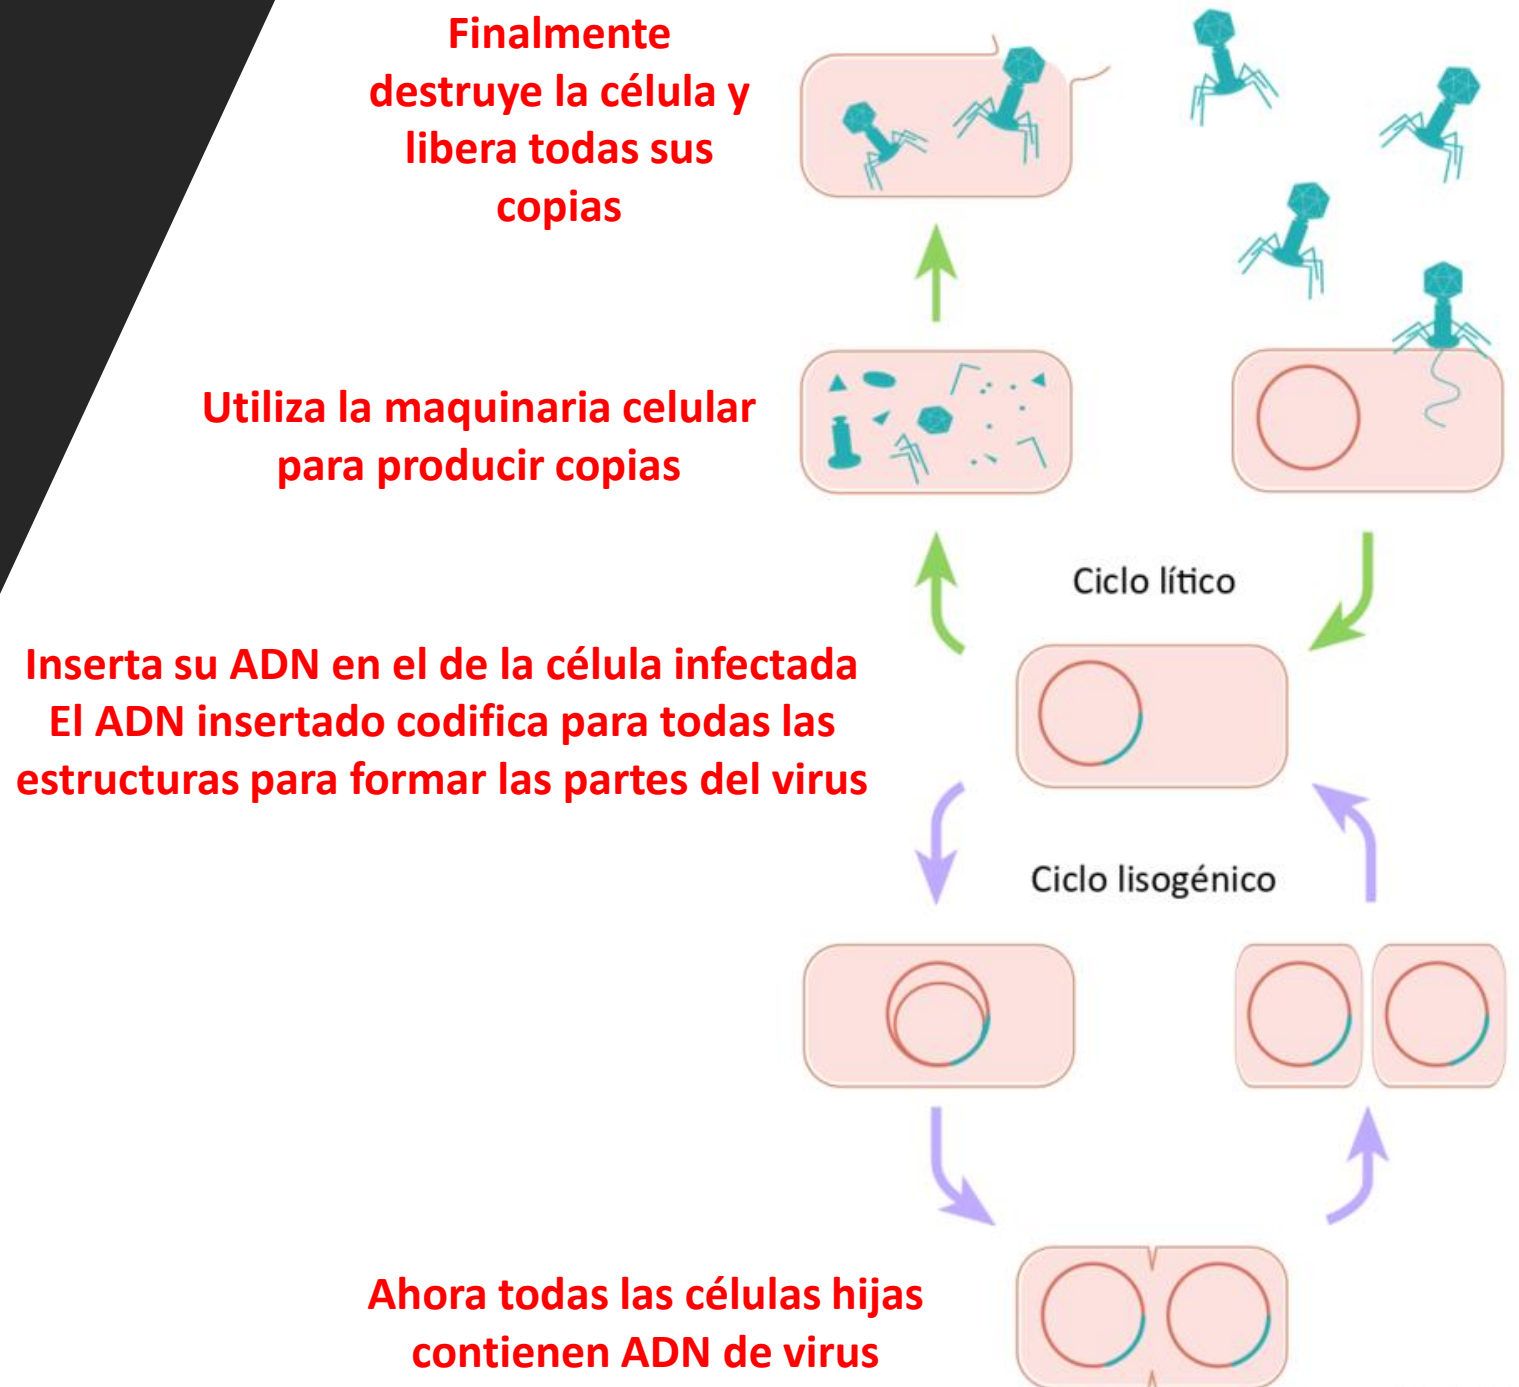 Finalmente
destruye la célula y
libera todas sus
copias
Utiliza la maquinaria celular
para producir copias
Ciclo lítico
Inserta su ADN en el de la célula infectada
El ADN insertado codifica para todas las
estructuras para formar las partes del virus
Ciclo lisogénico
Ahora todas las células hijas
contienen ADN de virus